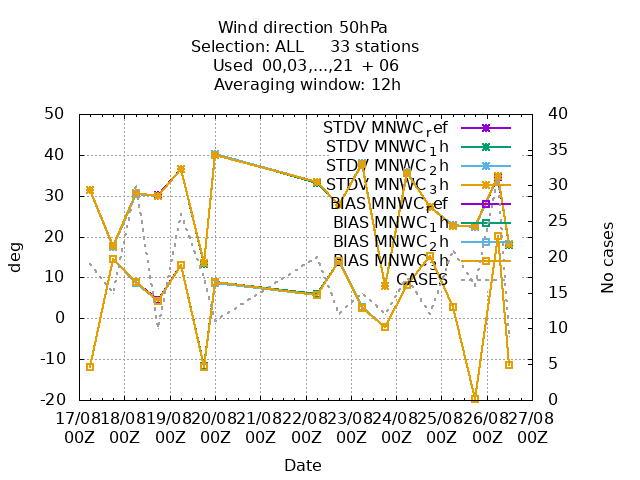 Wind direction 50hPa
Selection: ALL 33 stations
Used 00,03,...,21 + 06
Averaging window: 12h
50 40
40 35
30 30
20 25
10 20
0 15
-10 10
-20 5
0
deg
No cases
STDV MNWC_ref
STDV MNWC_1h
STDV MNWC_2h
STDV MNWC_3h
BIAS MNWC_ref
BIAS MNWC_1h
BIAS MNWC_2h
BIAS MNWC_3h
CASES
17/08 18/08 19/08 20/08 21/08 22/08 23/08 24/08 25/08 26/08 27/08
00Z 00Z 00Z 00Z 00Z 00Z 00Z 00Z 00Z 00Z 00Z
Date